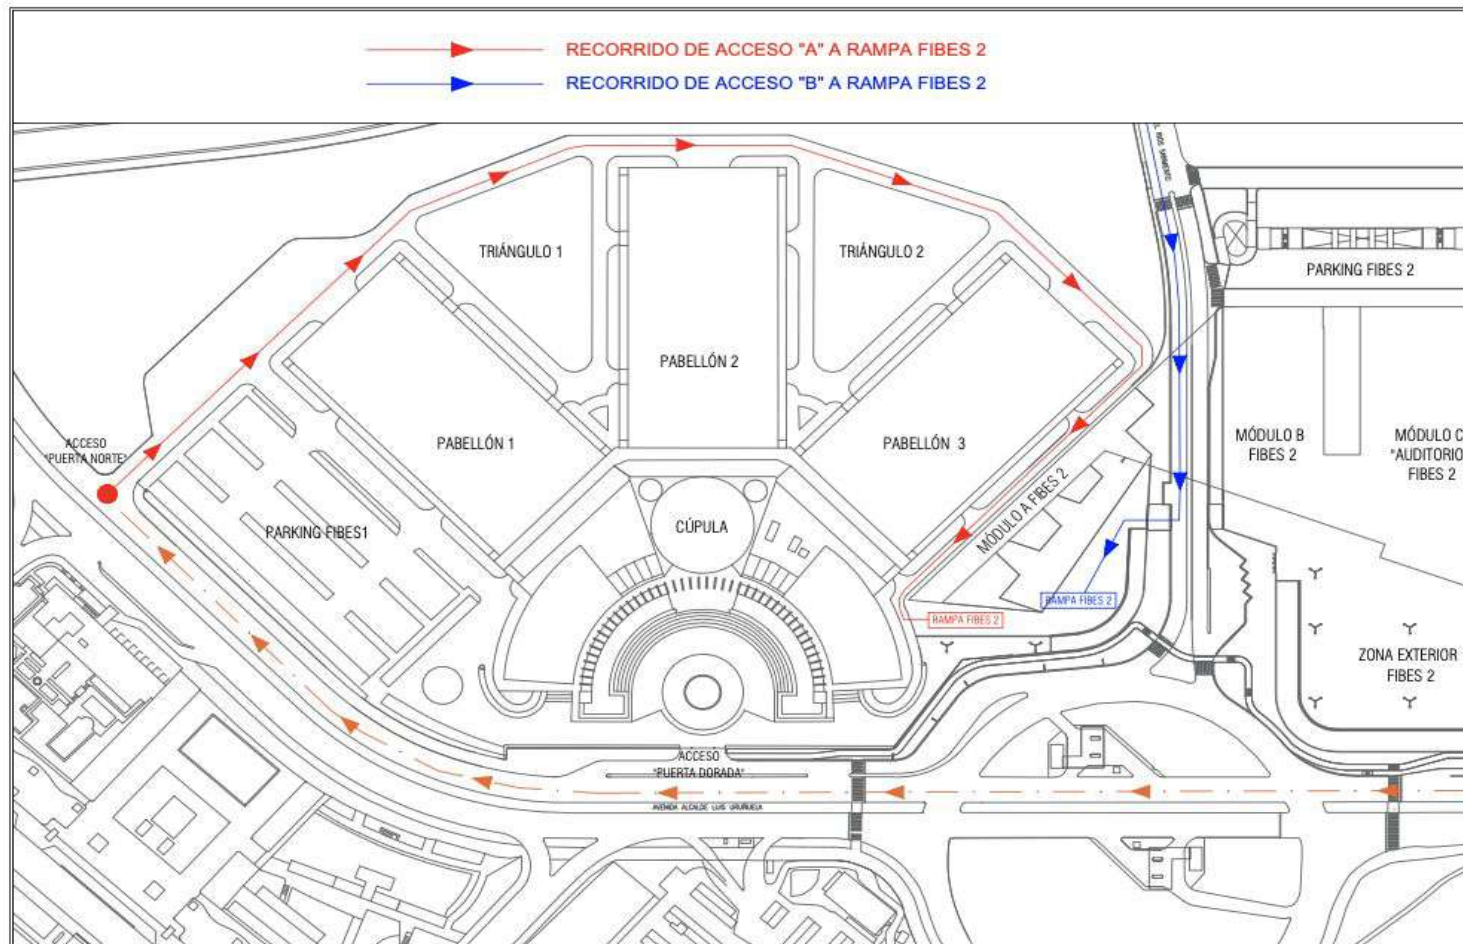 RECORRIDO DE ACCESO "A" A RAMPA FIBES 2
RECORRIDO DE ACCESO "B" A RAMPA FIBES 2
TRIÁNGULO 1
TRIÁNGULO 2
PARKING FIBES 2
PABELLÓN 2
PABELLÓN 1
PABELLÓN 3
ACCESO
"PUERTA NORTE"
MÓDULO B
FIBES 2
MÓDULO C
"AUDITORIO
FIBES 2
PARKING FIBES1
CÚPULA
MÓDULO A FIBES 2
RAMPA FIBES 2
RAMPA FIBES 2
ZONA EXTERIOR
FIBES 2
ACCESO
"PUERTA DORADA"
AVENIDA ALCALDE LUIS URUÑUELA